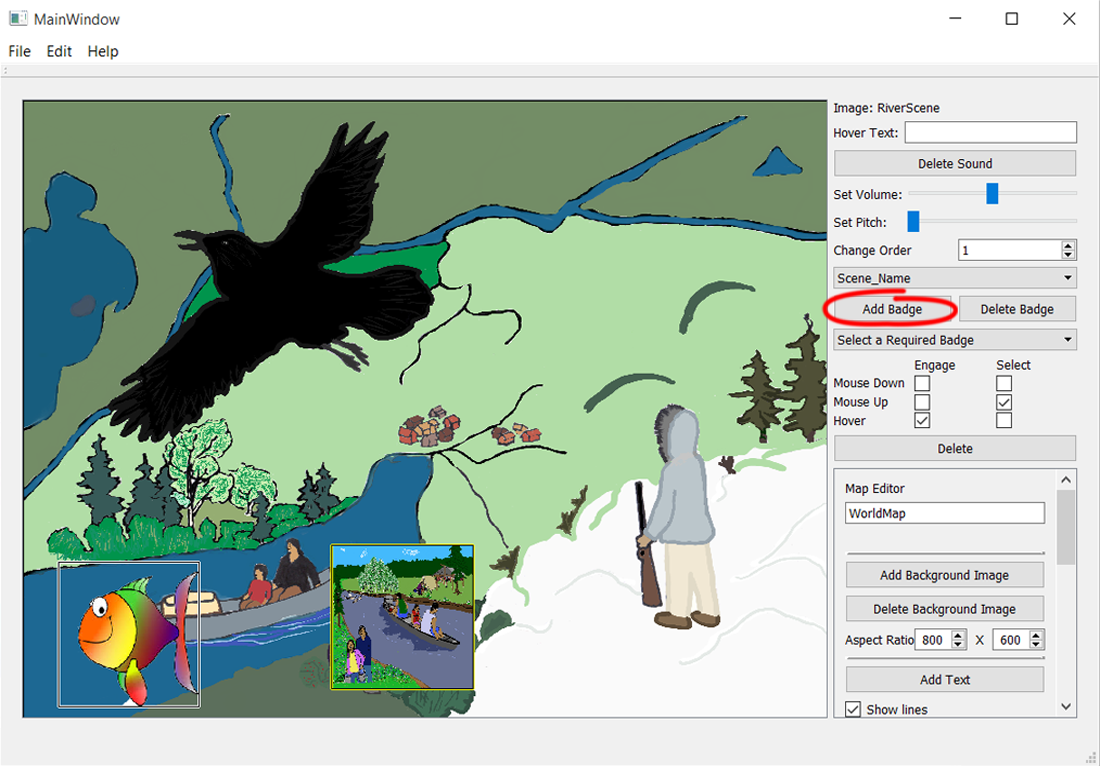 MainWindow
File Edit Help
Image: RiverScene
Hover Text:
Delete Sound
Set Volume:
Set Pitch:
Change Order 1
Scene_Name
Add Badge Delete Badge
Select a Required Badge
Engage Select
Mouse Down
Mouse Up
Hover
Delete
Map Editor
WorldMap
Add Background Image
Delete Background Image
Aspect Ratio 800 X 600
Add Text
Show lines